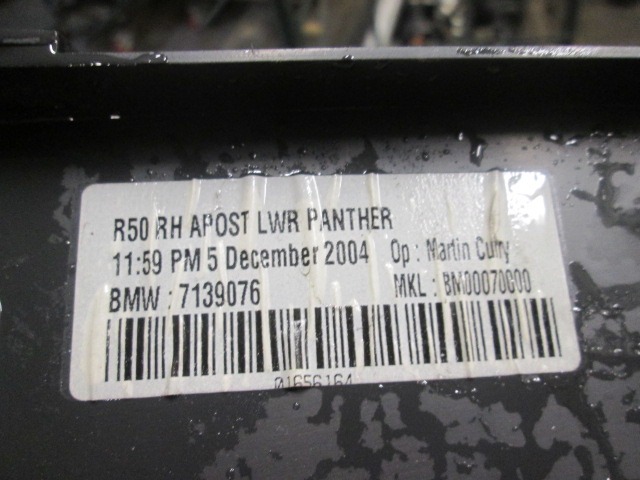 R50 RH APOST LWR PANTHER
11:59 PM 5 December 2004 Op : Martin Curry
BMW : 7139076 MKL : BM00070000
01656164